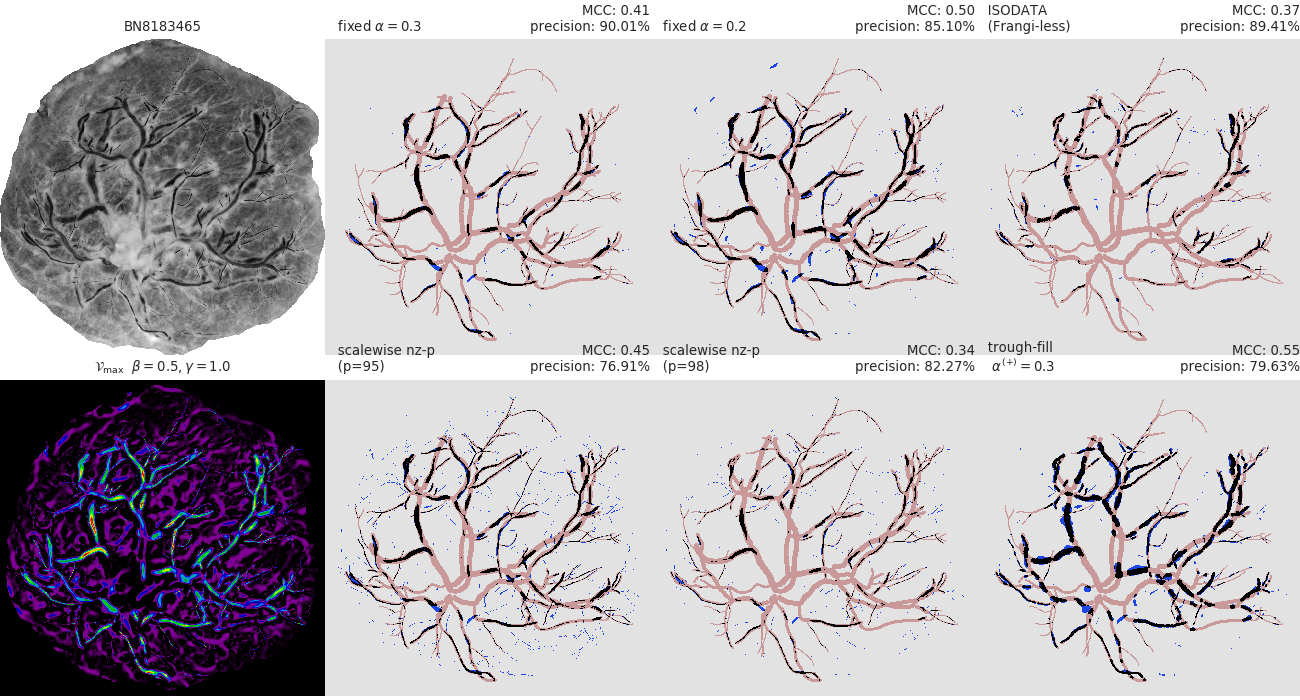 BN8183465
fixed α = 0.3
MCC: 0.41
precision: 90.01%
fixed α = 0.2
MCC: 0.50
precision: 85.10%
ISODATA
(Frangi-less)
MCC: 0.37
precision: 89.41%
𝒱max β = 0.5, γ = 1.0
scalewise nz-p
(p=95)
MCC: 0.45
precision: 76.91%
scalewise nz-p
(p=98)
MCC: 0.34
precision: 82.27%
trough-fill
α(+) = 0.3
MCC: 0.55
precision: 79.63%